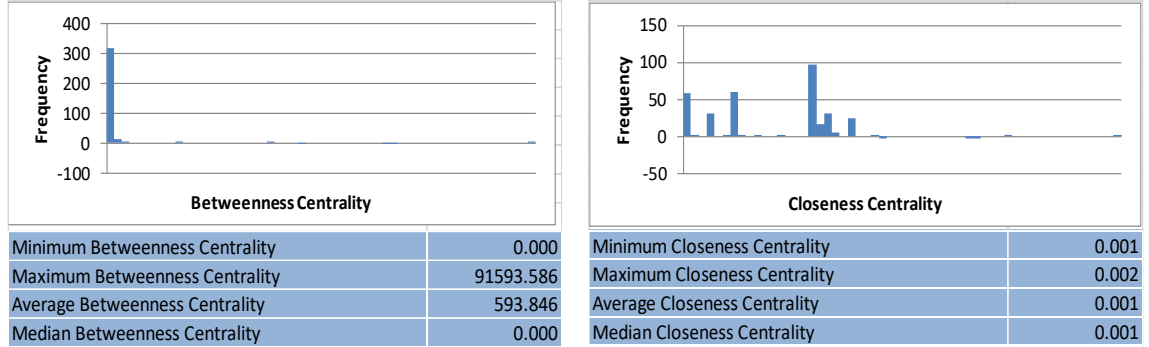 400
300
200
100
0
-100
Frequency
Betweenness Centrality
Minimum Betweenness Centrality 0.000
Maximum Betweenness Centrality 91593.586
Average Betweenness Centrality 593.846
Median Betweenness Centrality 0.000
150
100
50
0
-50
Frequency
Closeness Centrality
Minimum Closeness Centrality 0.001
Maximum Closeness Centrality 0.002
Average Closeness Centrality 0.001
Median Closeness Centrality 0.001